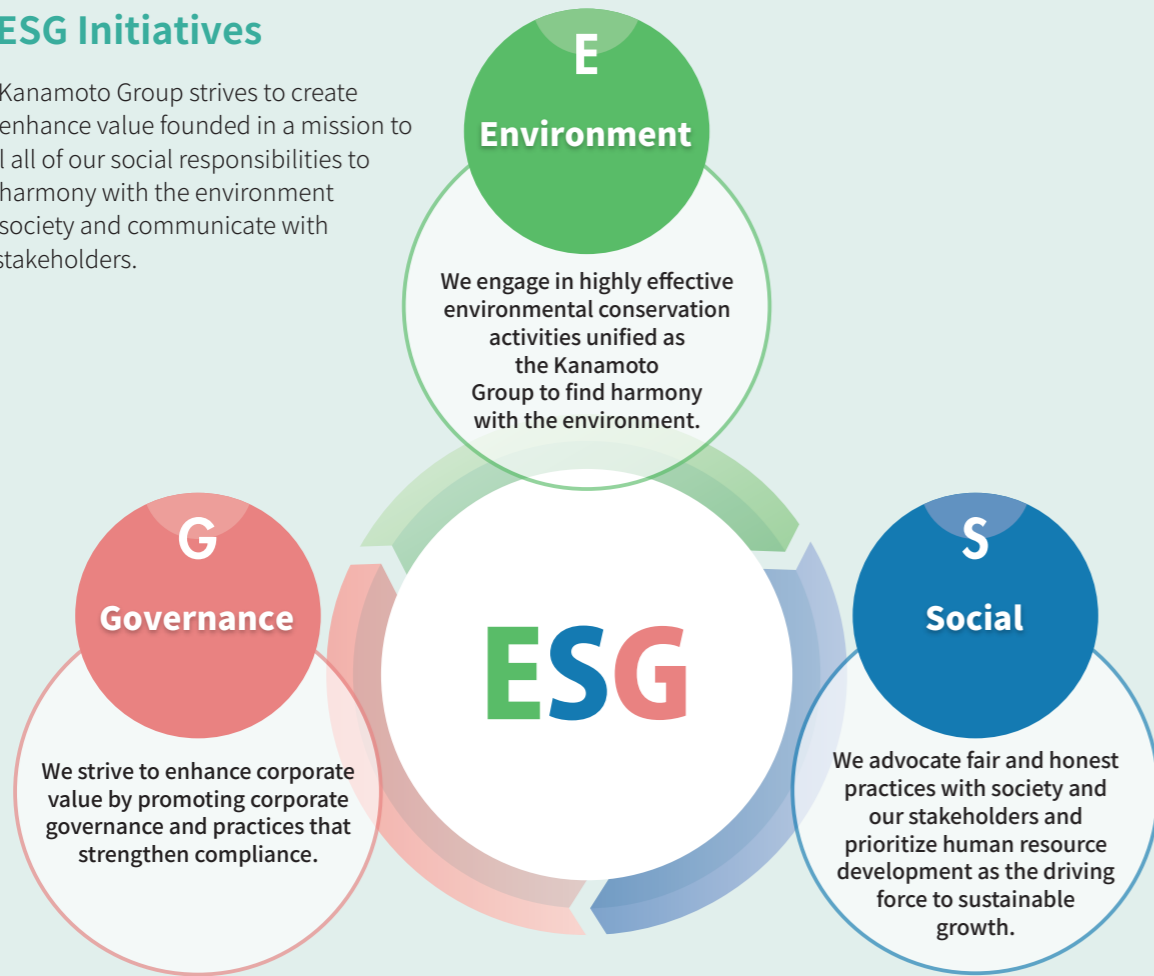 ESG Initiatives
Kanamoto Group strives to create
enhance value founded in a mission to
all of our social responsibilities to
harmony with the environment
society and communicate with
stakeholders.
E
Environment
We engage in highly effective
environmental conservation
activities unified as
the Kanamoto
Group to find harmony
with the environment.
G
Governance
We strive to enhance corporate
value by promoting corporate
governance and practices that
strengthen compliance.
ESG
S
Social
We advocate fair and honest
practices with society and
our stakeholders and
prioritize human resource
development as the driving
force to sustainable
growth.